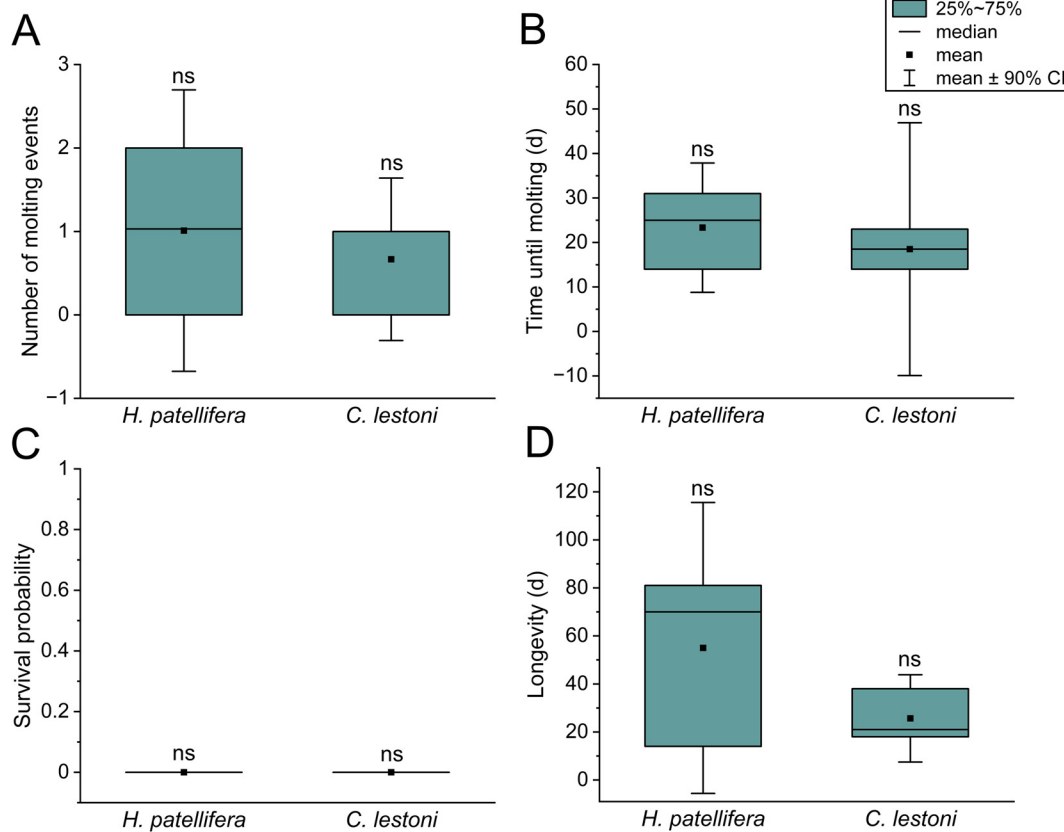 A
Number of molting events
3
2
1
0
−1
ns
ns
H. patellifera
C. lestoni
B
25%~75%
median
mean
mean ± 90% CI
Time until molting (d)
60
50
40
30
20
10
0
−10
ns
ns
H. patellifera
C. lestoni
C
Survival probability
1
0.8
0.6
0.4
0.2
0
ns
ns
H. patellifera
C. lestoni
D
Longevity (d)
120
100
80
60
40
20
0
ns
ns
H. patellifera
C. lestoni